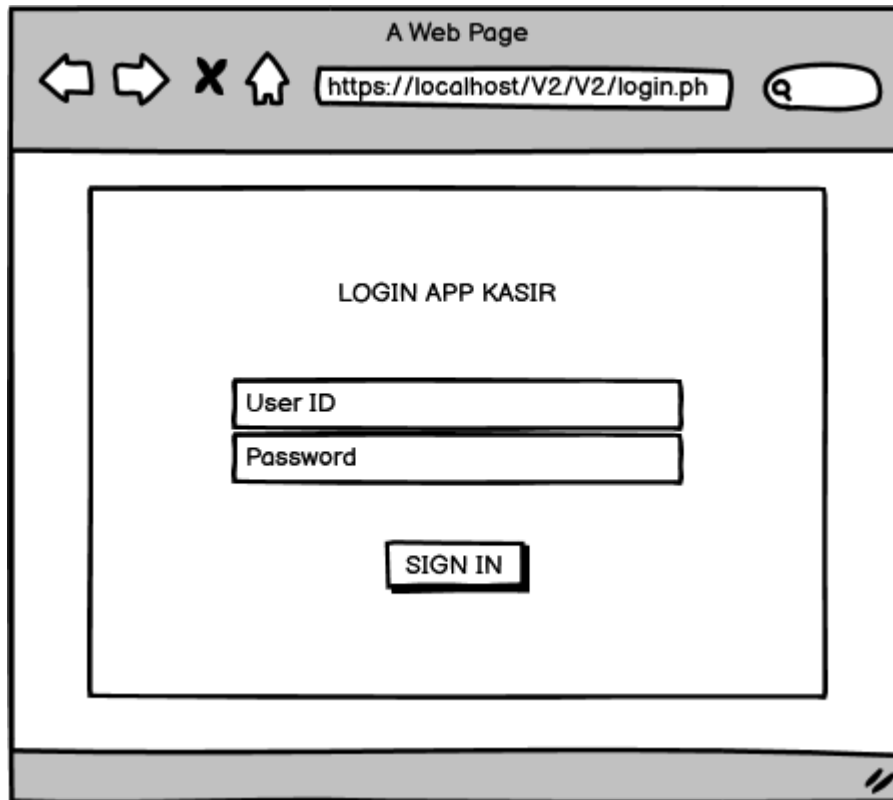 A Web Page
https://localhost/V2/V2/login.ph
LOGIN APP KASIR
User ID
Password
SIGN IN